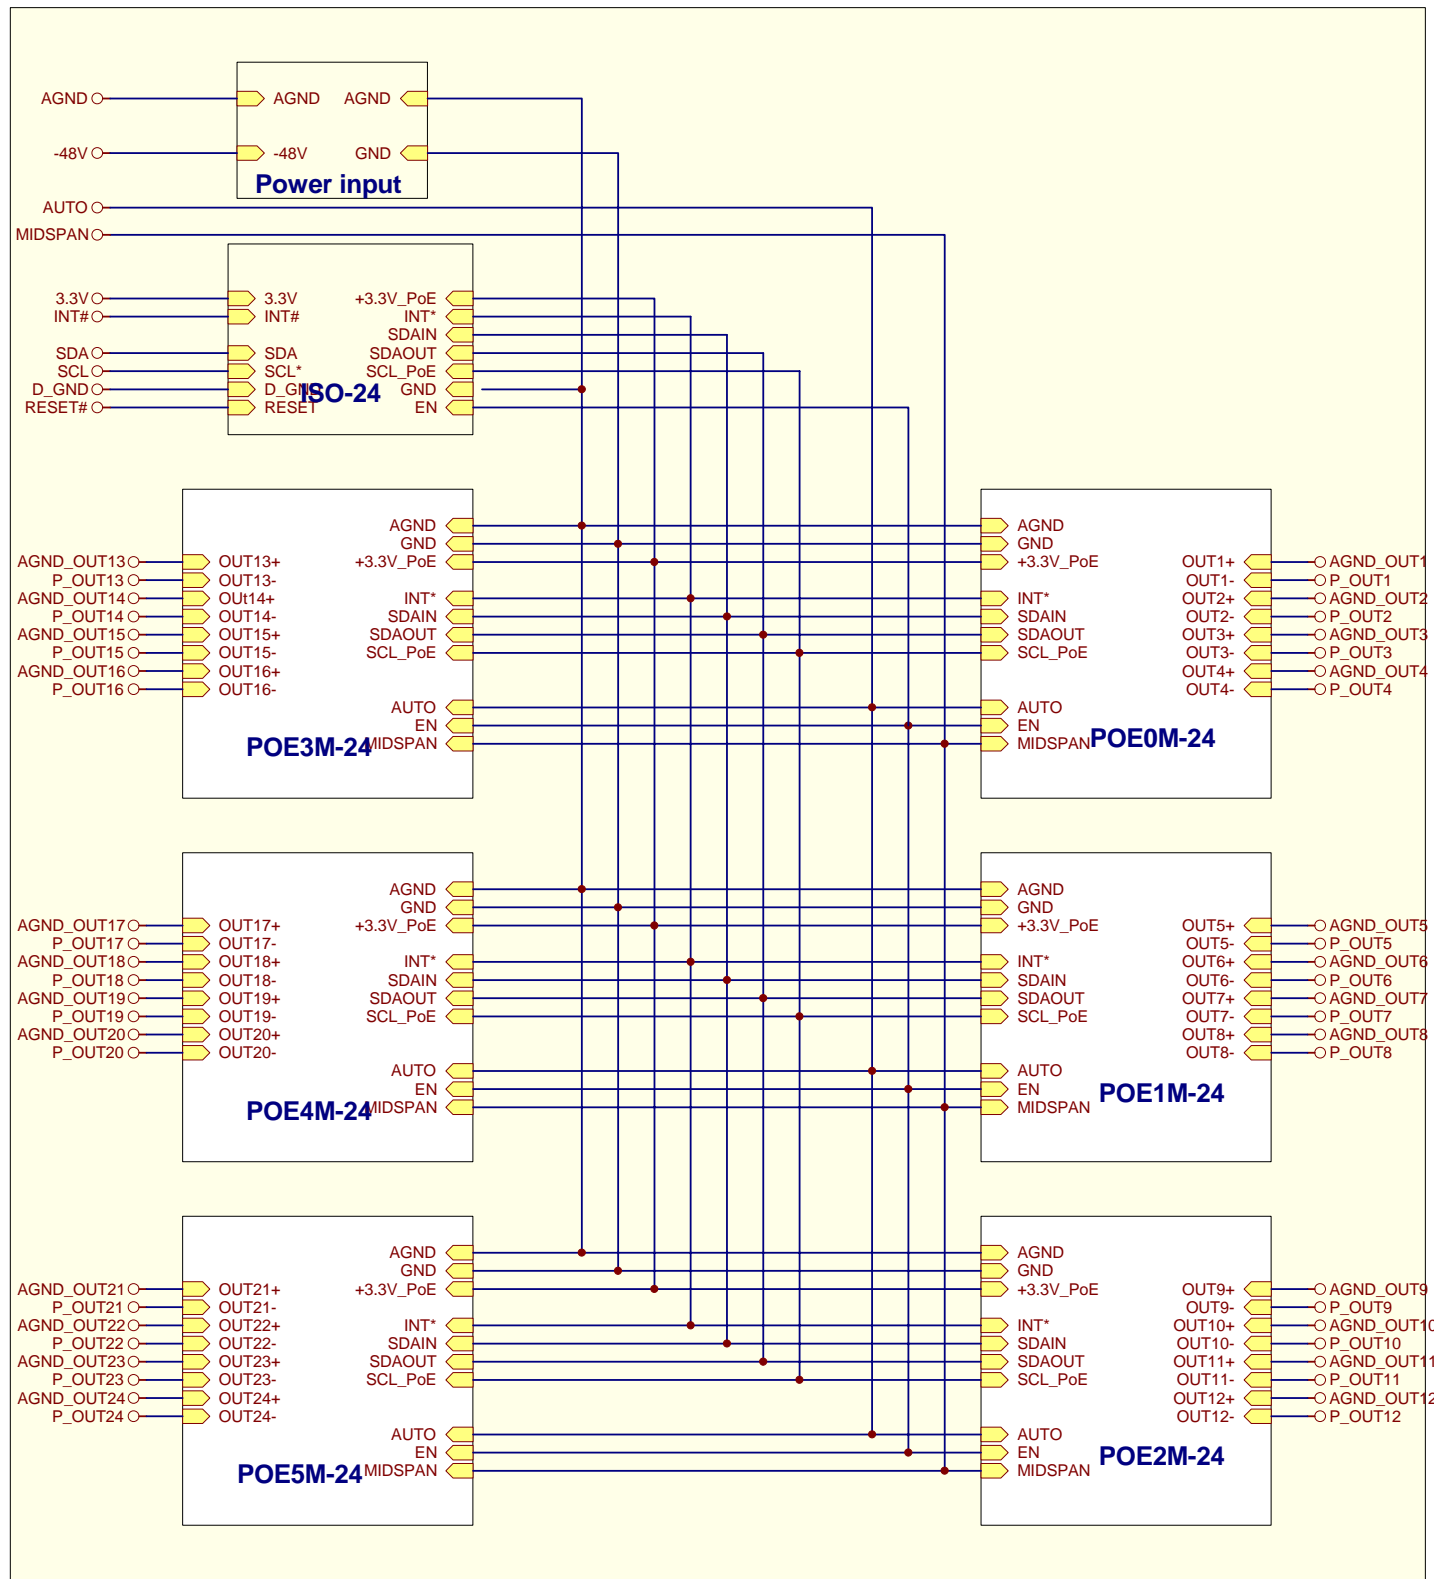 AGND AGND AGND
-48V -48V GND
Power input
AUTO
MIDSPAN
3.3V 3.3V +3.3V_PoE
INT# INT# INT*
SDAIN
SDA SDA SDAOUT
SCL SCL* SCL_PoE
D_GND D_GND GND
ISO-24
RESET# RESET EN
AGND AGND
GND GND
AGND_OUT13 OUT13+ +3.3V_PoE +3.3V_PoE OUT1+ AGND_OUT1
P_OUT13 OUT13- OUT1- P_OUT1
AGND_OUT14 OUt14+ INT* INT* OUT2+ AGND_OUT2
P_OUT14 OUT14- SDAIN SDAIN OUT2- P_OUT2
AGND_OUT15 OUT15+ SDAOUT SDAOUT OUT3+ AGND_OUT3
P_OUT15 OUT15- SCL_PoE SCL_PoE OUT3- P_OUT3
AGND_OUT16 OUT16+ OUT4+ AGND_OUT4
P_OUT16 OUT16- OUT4- P_OUT4
AUTO AUTO
EN EN
POE3M-24 MIDSPAN MIDSPAN POE0M-24
AGND AGND
GND GND
AGND_OUT17 OUT17+ +3.3V_PoE +3.3V_PoE OUT5+ AGND_OUT5
P_OUT17 OUT17- OUT5- P_OUT5
AGND_OUT18 OUT18+ INT* INT* OUT6+ AGND_OUT6
P_OUT18 OUT18- SDAIN SDAIN OUT6- P_OUT6
AGND_OUT19 OUT19+ SDAOUT SDAOUT OUT7+ AGND_OUT7
P_OUT19 OUT19- SCL_PoE SCL_PoE OUT7- P_OUT7
AGND_OUT20 OUT20+ OUT8+ AGND_OUT8
P_OUT20 OUT20- OUT8- P_OUT8
AUTO AUTO
EN EN
POE4M-24 MIDSPAN MIDSPAN POE1M-24
AGND AGND
GND GND
AGND_OUT21 OUT21+ +3.3V_PoE +3.3V_PoE OUT9+ AGND_OUT9
P_OUT21 OUT21- OUT9- P_OUT9
AGND_OUT22 OUT22+ INT* INT* OUT10+ AGND_OUT10
P_OUT22 OUT22- SDAIN SDAIN OUT10- P_OUT10
AGND_OUT23 OUT23+ SDAOUT SDAOUT OUT11+ AGND_OUT11
P_OUT23 OUT23- SCL_PoE SCL_PoE OUT11- P_OUT11
AGND_OUT24 OUT24+ OUT12+ AGND_OUT12
P_OUT24 OUT24- OUT12- P_OUT12
AUTO AUTO
EN EN
POE5M-24 MIDSPAN MIDSPAN POE2M-24